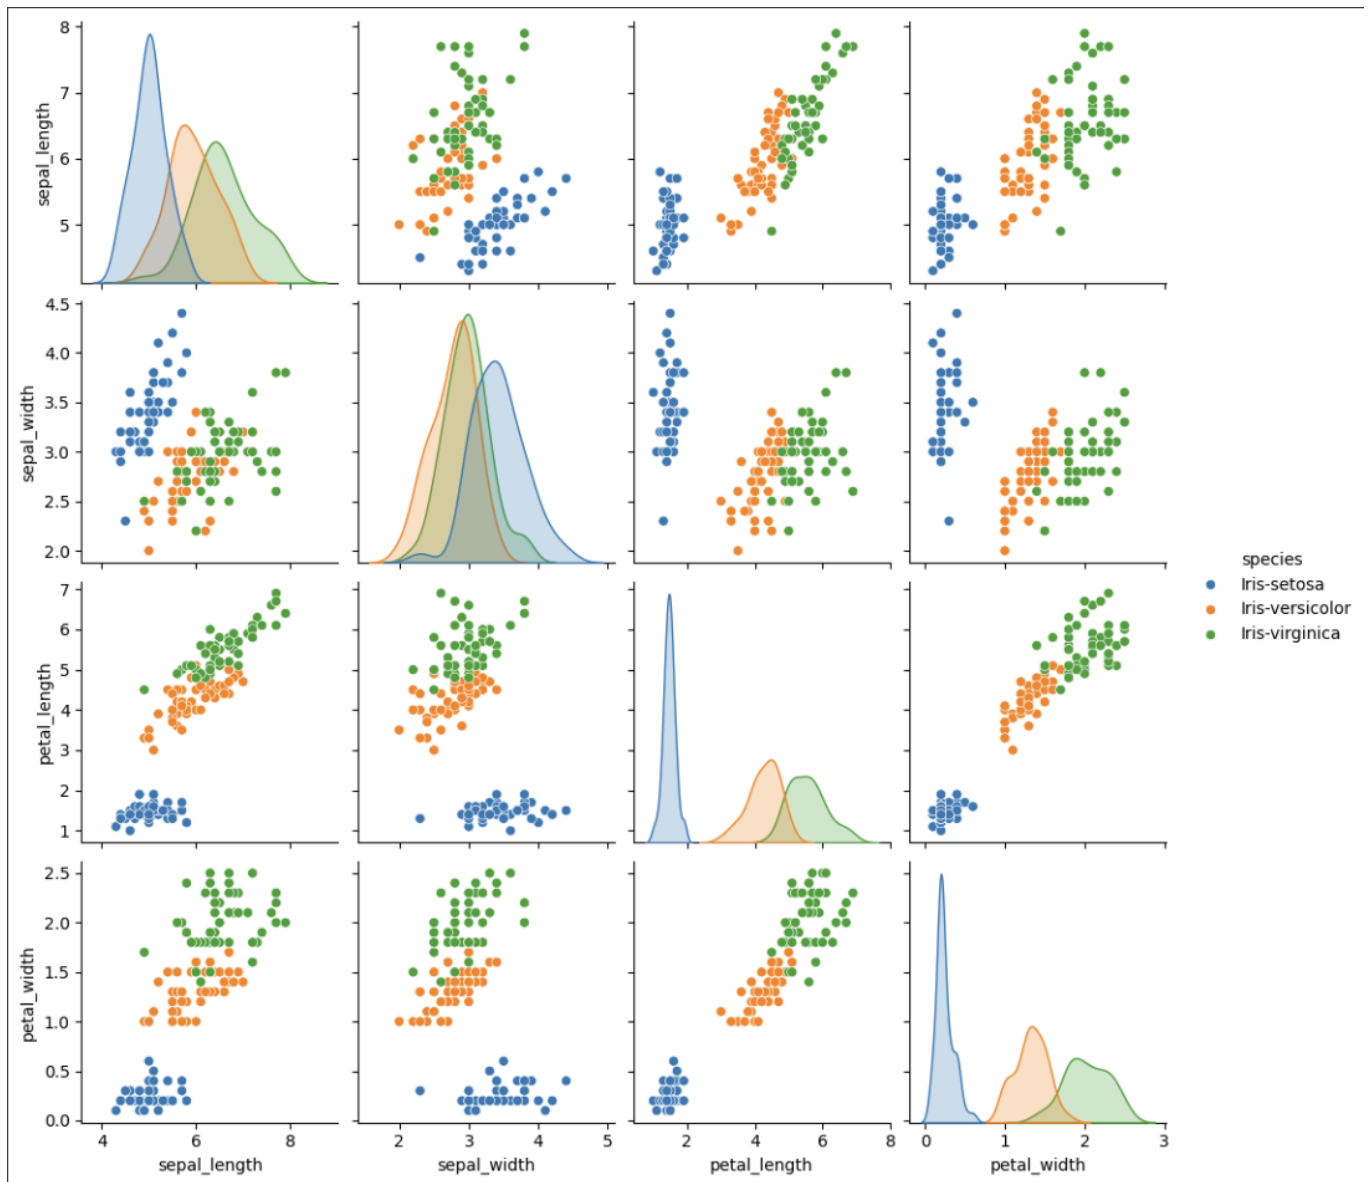 8
7
6
5
sepal_length
4.5
4.0
3.5
3.0
2.5
2.0
sepal_width
species
Iris-setosa
Iris-versicolor
Iris-virginica
7
6
5
4
3
2
1
petal_length
2.5
2.0
1.5
1.0
0.5
0.0
petal_width
4 6 8
sepal_length
2 3 4 5
sepal_width
2 4 6 8
petal_length
0 1 2 3
petal_width